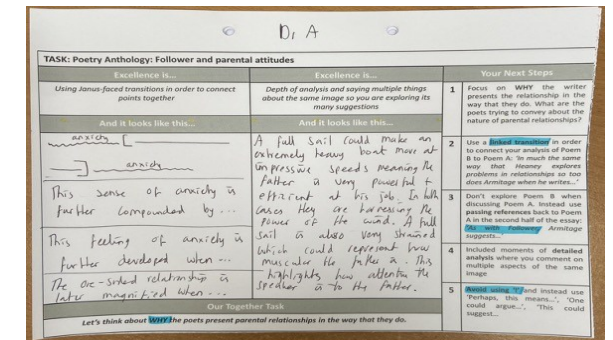 D, A
TASK: Poetry Anthology: Follower and parental attitudes
Excellence is...
Using Janus-faced transitions in order to connect
points together
And it looks like this...
anxiety
anxiety
This sense of anxiety is
further compounded by ...
This feeling of anxiety is
further developed when ...
The one-sided relationship is
later magnified when ...
Excellence is...
Depth of analysis and saying multiple things
about the same image so you are exploring its
many suggestions
And it looks like this...
A full sail could make an
extremely heavy boat move at
impressive speeds meaning the
father is very powerful +
efficient at his job. In both
cases they are harnessing the
power of the wind. A full
sail is also very strained
which could represent how
muscular the father is. This
highlights how attentive the
speaker is to the father.
Your Next Steps
1
Focus on WHY the writer
presents the relationship in the
way that they do. What are the
poets trying to convey about the
nature of parental relationships?
2
Use a linked transition in order
to connect your analysis of Poem
B to Poem A: 'In much the same
way that Heaney explores
problems in relationships so too
does Armitage when he writes...'
3
Don't explore Poem B when
discussing Poem A. Instead use
passing references back to Poem
A in the second half of the essay:
'As with Follower, Armitage
suggests...'
4
Included moments of detailed
analysis where you comment on
multiple aspects of the same
image
5
Avoid using 'I' and instead use
'Perhaps, this means...', 'One
could argue...', 'This could
suggest...
Our Together Task
Let's think about WHY the poets present parental relationships in the way that they do.